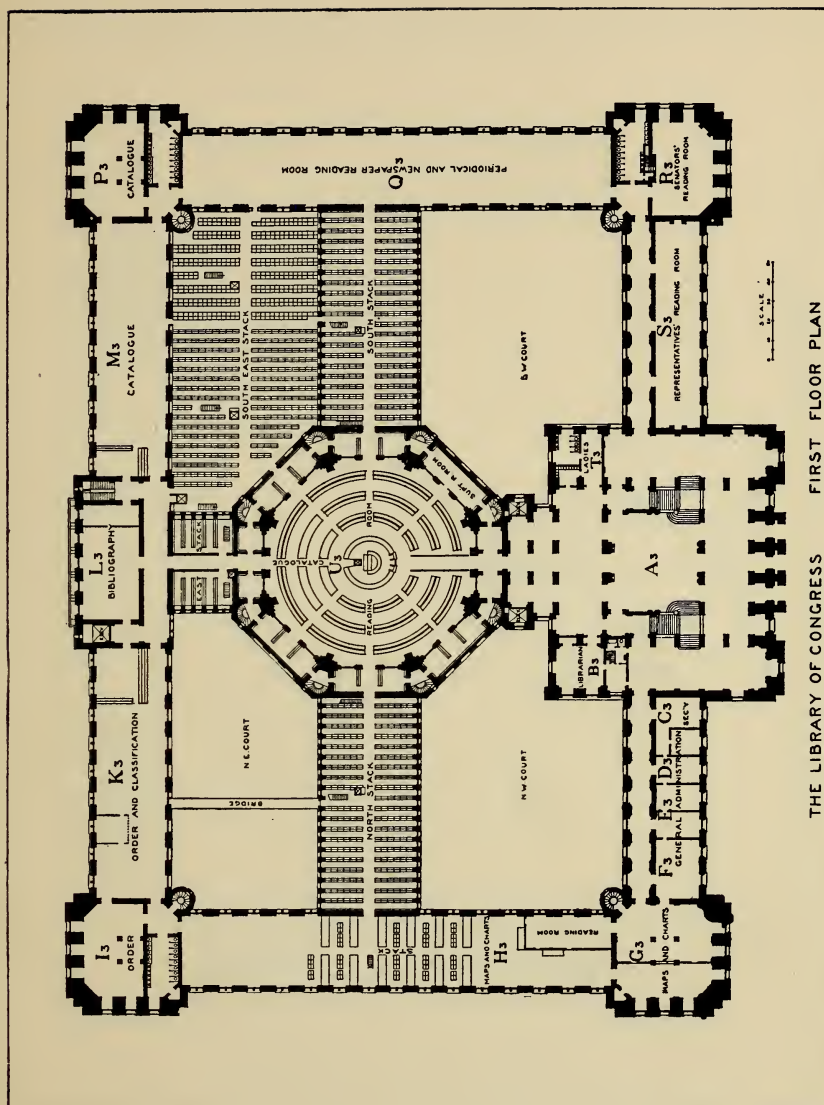 P3
CATALOGUE
PERIODICAL AND NEWSPAPER READING ROOM
Q3
R3
SENATORS'
READING ROOM
M3
CATALOGUE
SOUTH EAST STACK
SOUTH STACK
S.W. COURT
S3
REPRESENTATIVES' READING ROOM
SCALE
L3
BIBLIOGRAPHY
STACK
EAST
SUPT R ROOM
READING ROOM
CATALOGUE
U3
LADIES
T3
A3
LIBRARIAN
B3
K3
ORDER AND CLASSIFICATION
N.E. COURT
BRIDGE
NORTH STACK
N.W. COURT
C3
SEC'Y
D3
E3
F3
GENERAL ADMINISTRATION
I3
ORDER
STACK
MAPS AND CHARTS
H3
READING ROOM
G3
MAPS AND CHARTS
THE LIBRARY OF CONGRESS FIRST FLOOR PLAN